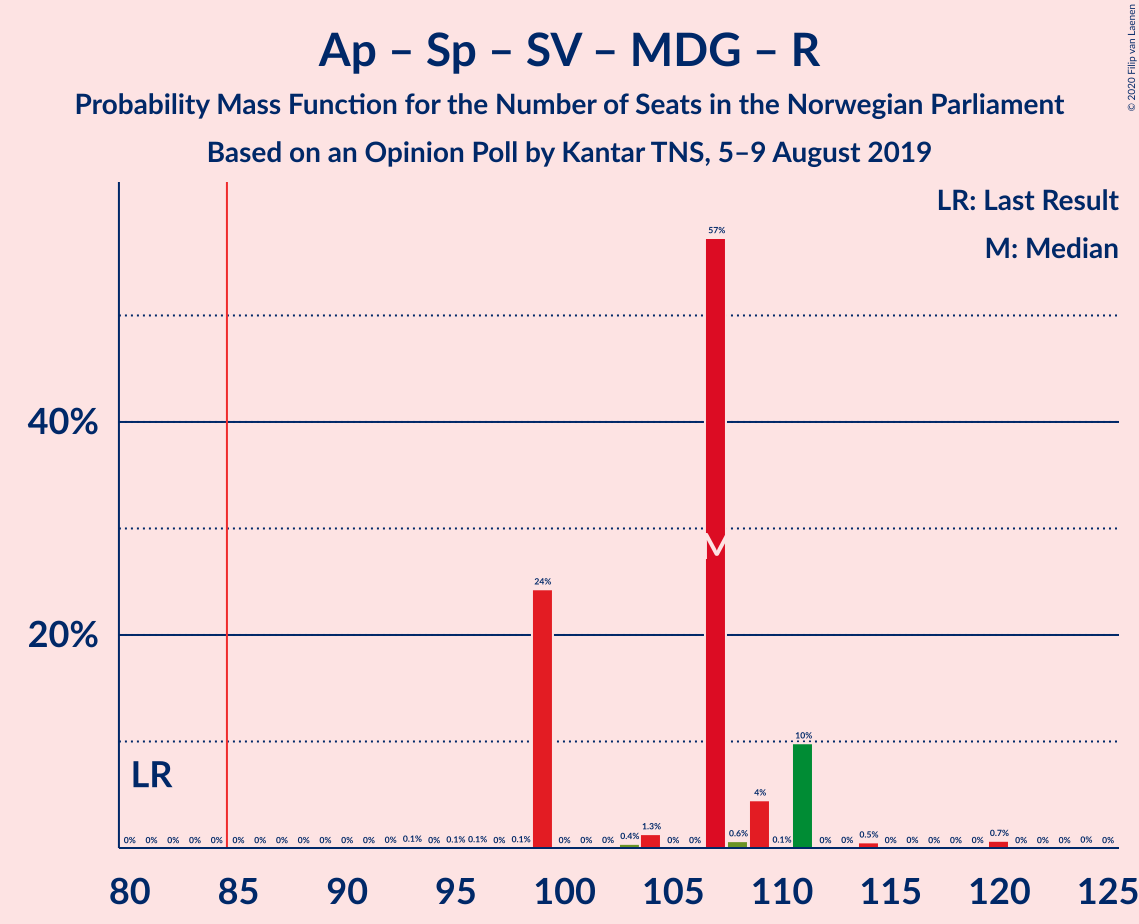 Ap – Sp – SV – MDG – R
Probability Mass Function for the Number of Seats in the Norwegian Parliament
Based on an Opinion Poll by Kantar TNS, 5–9 August 2019
© 2020 Filip van Laenen
LR: Last Result
M: Median
57%
40%
M
24%
20%
10%
LR
4%
0% 0% 0% 0% 0% 0% 0% 0% 0% 0% 0% 0% 0% 0.1% 0% 0.1% 0.1% 0% 0.1% 0% 0% 0% 0.4% 1.3% 0% 0% 0.6% 0.1% 0% 0% 0.5% 0% 0% 0% 0% 0% 0.7% 0% 0% 0% 0% 0%
80 85 90 95 100 105 110 115 120 125